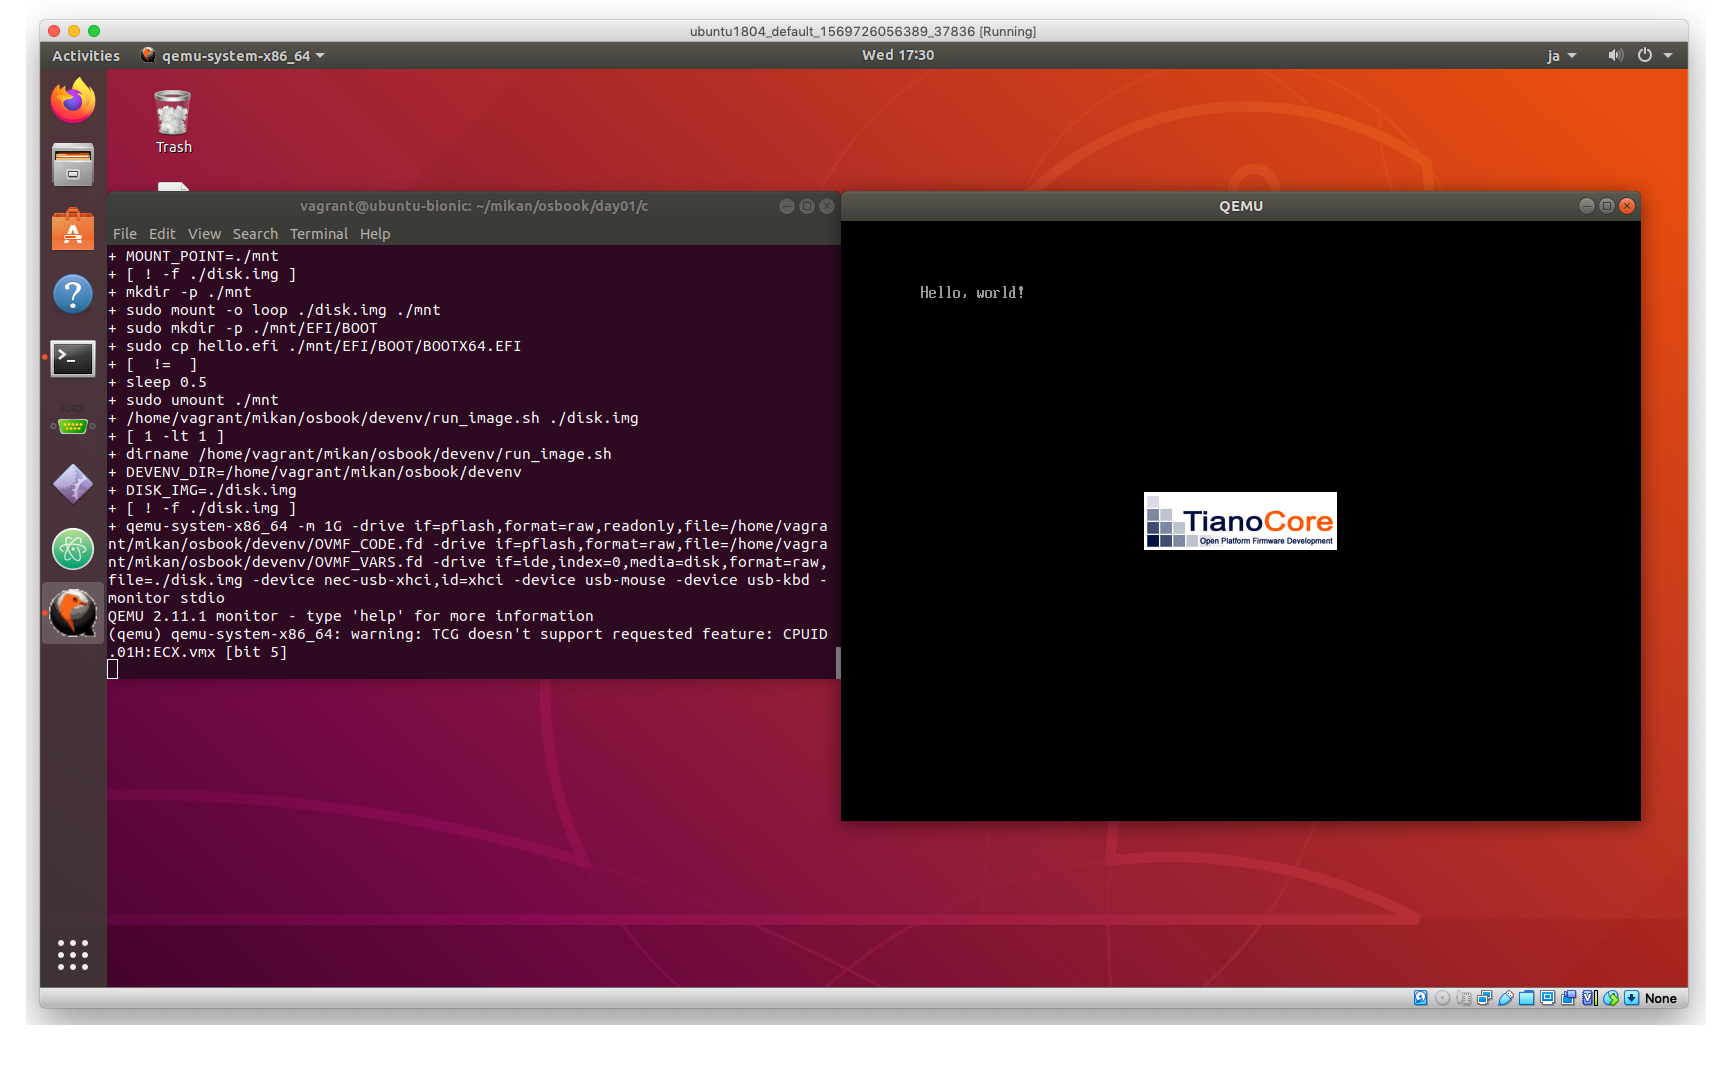 ubuntu1804_default_1569726056389_37836 [Running]
Activities qemu-system-x86_64 Wed 17:30 ja
Trash
vagrant@ubuntu-bionic: ~/mikan/osbook/day01/c
File Edit View Search Terminal Help
+ MOUNT_POINT=./mnt
+ [ ! -f ./disk.img ]
+ mkdir -p ./mnt
+ sudo mount -o loop ./disk.img ./mnt
+ sudo mkdir -p ./mnt/EFI/BOOT
+ sudo cp hello.efi ./mnt/EFI/BOOT/BOOTX64.EFI
+ [  !=  ]
+ sleep 0.5
+ sudo umount ./mnt
+ /home/vagrant/mikan/osbook/devenv/run_image.sh ./disk.img
+ [ 1 -lt 1 ]
+ dirname /home/vagrant/mikan/osbook/devenv/run_image.sh
+ DEVENV_DIR=/home/vagrant/mikan/osbook/devenv
+ DISK_IMG=./disk.img
+ [ ! -f ./disk.img ]
+ qemu-system-x86_64 -m 1G -drive if=pflash,format=raw,readonly,file=/home/vagra
nt/mikan/osbook/devenv/OVMF_CODE.fd -drive if=pflash,format=raw,file=/home/vagra
nt/mikan/osbook/devenv/OVMF_VARS.fd -drive if=ide,index=0,media=disk,format=raw,
file=./disk.img -device nec-usb-xhci,id=xhci -device usb-mouse -device usb-kbd -
monitor stdio
QEMU 2.11.1 monitor - type 'help' for more information
(qemu) qemu-system-x86_64: warning: TCG doesn't support requested feature: CPUID
.01H:ECX.vmx [bit 5]
QEMU
Hello, world!
TianoCore
Open Platform Firmware Development
None